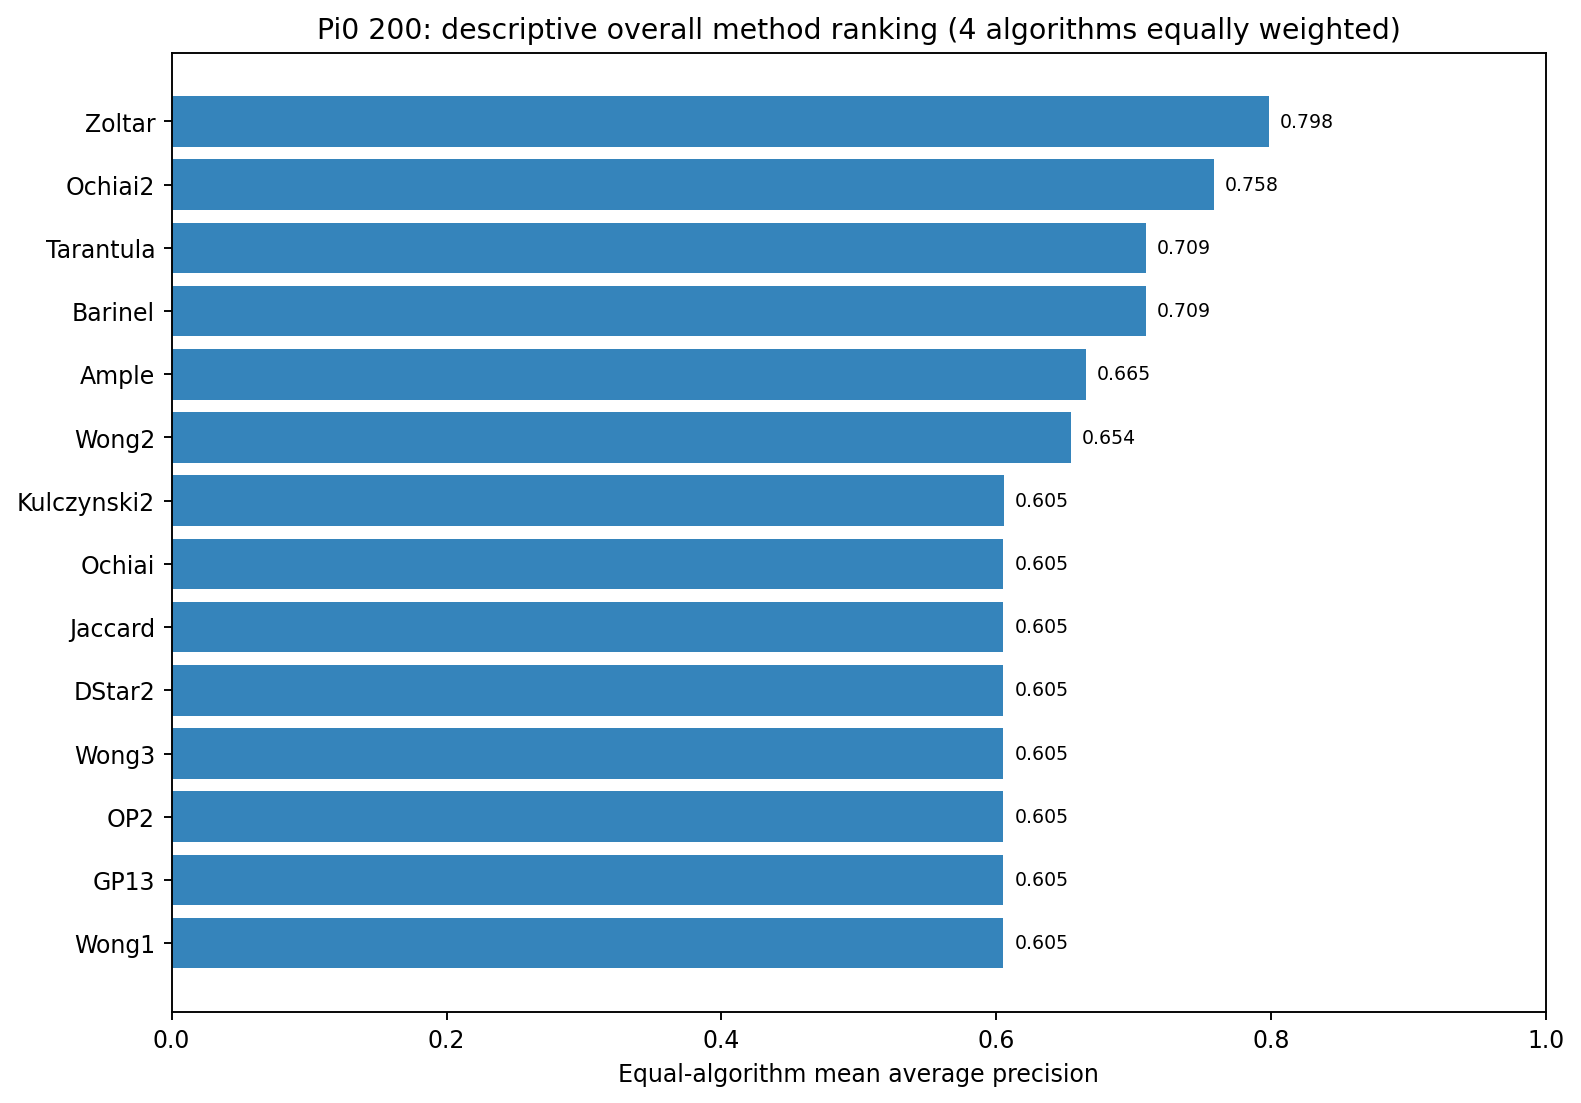 Pi0 200: descriptive overall method ranking (4 algorithms equally weighted)
Zoltar 0.798
Ochiai2 0.758
Tarantula 0.709
Barinel 0.709
Ample 0.665
Wong2 0.654
Kulczynski2 0.605
Ochiai 0.605
Jaccard 0.605
DStar2 0.605
Wong3 0.605
OP2 0.605
GP13 0.605
Wong1 0.605
0.0 0.2 0.4 0.6 0.8 1.0
Equal-algorithm mean average precision